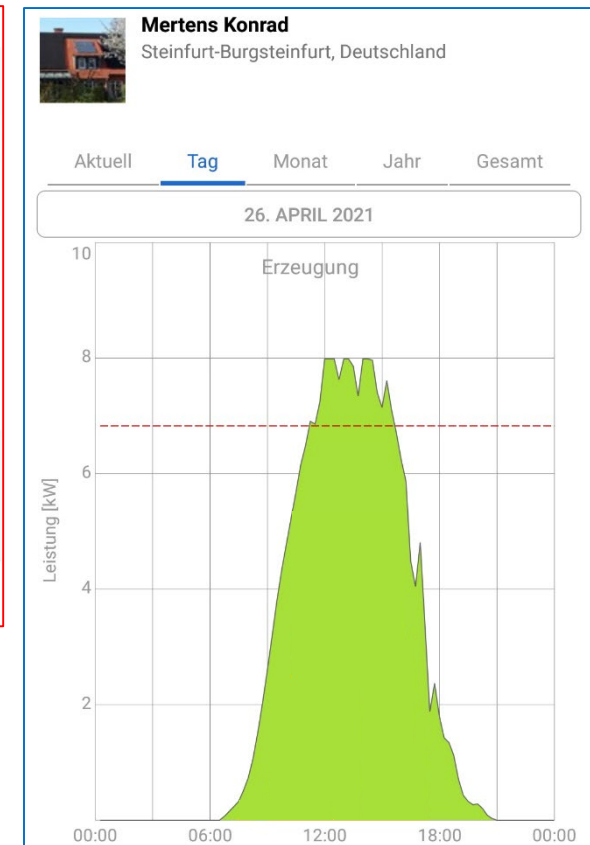 Mertens Konrad
Steinfurt-Burgsteinfurt, Deutschland
Aktuell Tag Monat Jahr Gesamt
26. APRIL 2021
Erzeugung
10
8
6
4
2
Leistung [kW]
00:00 06:00 12:00 18:00 00:00